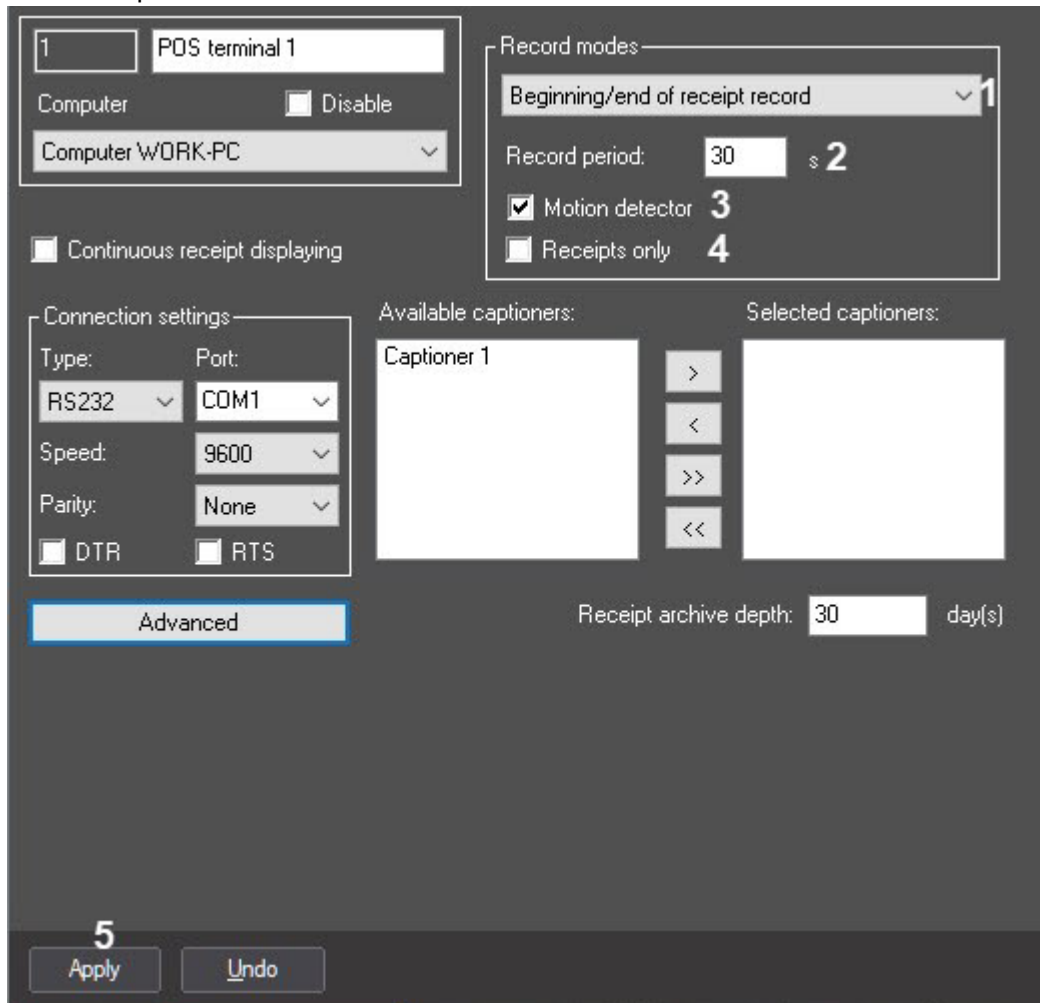 1 POS terminal 1
Computer Disable
Computer WORK-PC
Continuous receipt displaying
Record modes
Beginning/end of receipt record 1
Record period: 30 s 2
Motion detector 3
Receipts only 4
Connection settings
Type: Port:
RS232 COM1
Speed: 9600
Parity: None
DTR RTS
Advanced
Available captioners:
Captioner 1
>
<
>>
<<
Selected captioners:
Receipt archive depth: 30 day(s)
5
Apply Undo